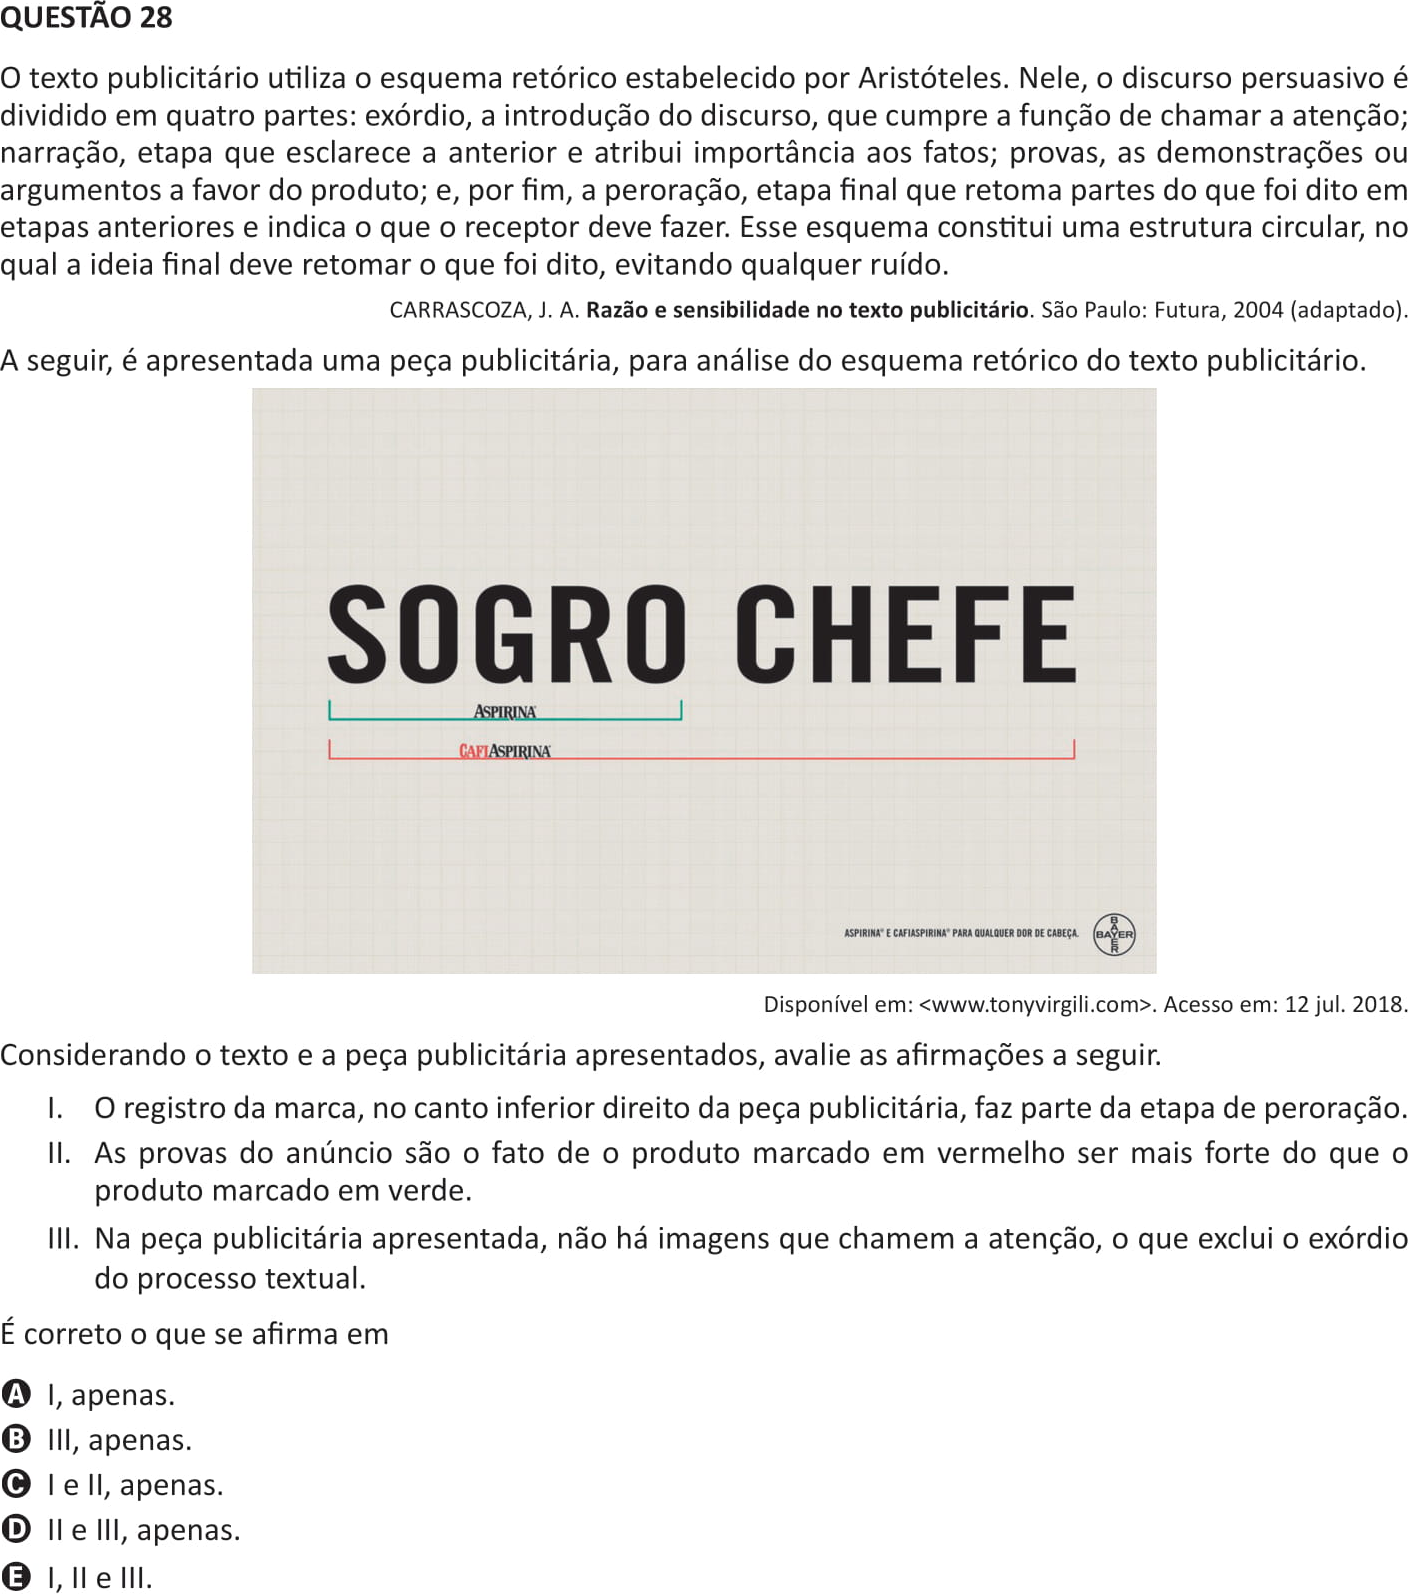 QUESTÃO 28
O texto publicitário utiliza o esquema retórico estabelecido por Aristóteles. Nele, o discurso persuasivo é
dividido em quatro partes: exórdio, a introdução do discurso, que cumpre a função de chamar a atenção;
narração, etapa que esclarece a anterior e atribui importância aos fatos; provas, as demonstrações ou
argumentos a favor do produto; e, por fim, a peroração, etapa final que retoma partes do que foi dito em
etapas anteriores e indica o que o receptor deve fazer. Esse esquema constitui uma estrutura circular, no
qual a ideia final deve retomar o que foi dito, evitando qualquer ruído.
CARRASCOZA, J. A. Razão e sensibilidade no texto publicitário. São Paulo: Futura, 2004 (adaptado).
A seguir, é apresentada uma peça publicitária, para análise do esquema retórico do texto publicitário.
SOGRO CHEFE
ASPIRINA®
CAFIASPIRINA®
ASPIRINA® E CAFIASPIRINA® PARA QUALQUER DOR DE CABEÇA.
BAYER
BAYER
Disponível em: <www.tonyvirgili.com>. Acesso em: 12 jul. 2018.
Considerando o texto e a peça publicitária apresentados, avalie as afirmações a seguir.
I. O registro da marca, no canto inferior direito da peça publicitária, faz parte da etapa de peroração.
II. As provas do anúncio são o fato de o produto marcado em vermelho ser mais forte do que o
produto marcado em verde.
III. Na peça publicitária apresentada, não há imagens que chamem a atenção, o que exclui o exórdio
do processo textual.
É correto o que se afirma em
A I, apenas.
B III, apenas.
C I e II, apenas.
D II e III, apenas.
E I, II e III.